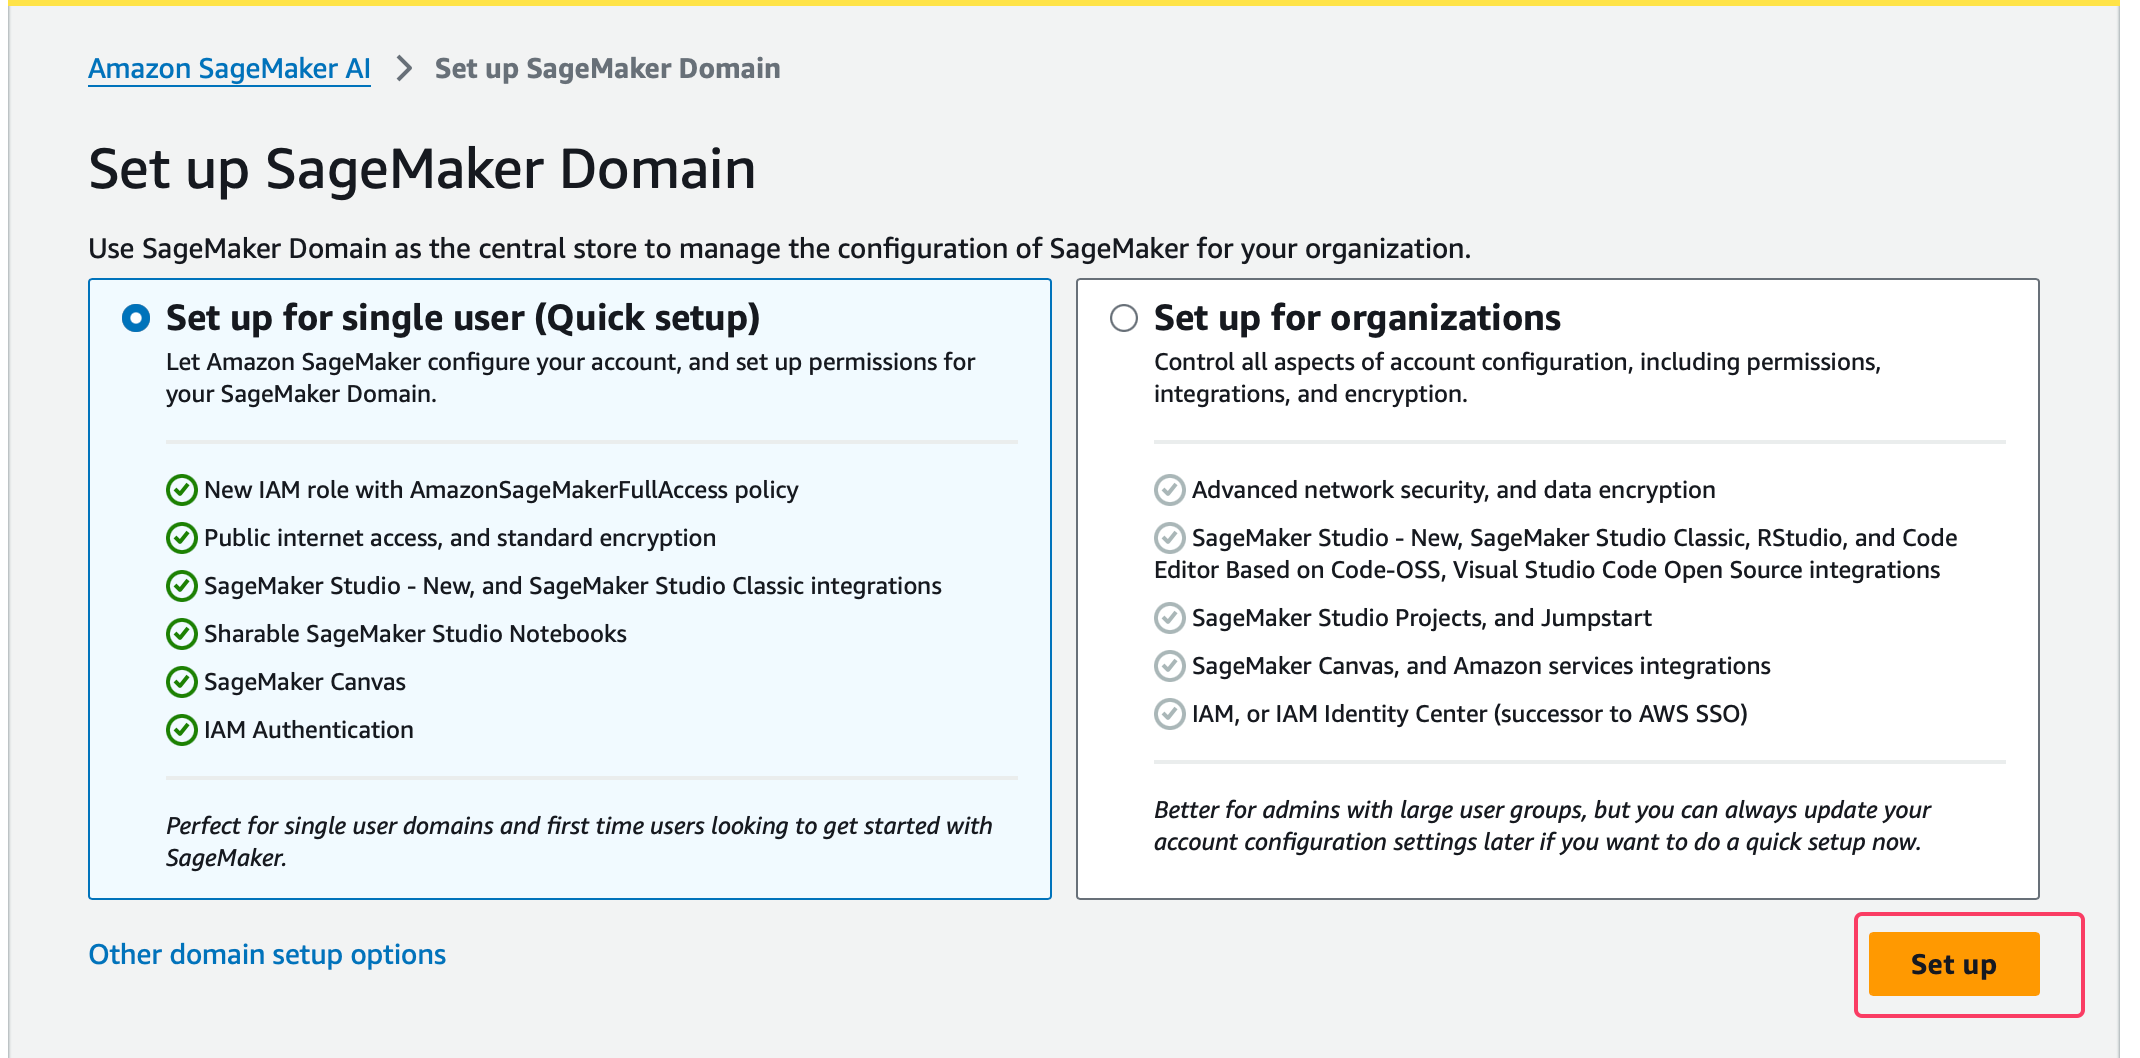 Amazon SageMaker AI > Set up SageMaker Domain
Set up SageMaker Domain
Use SageMaker Domain as the central store to manage the configuration of SageMaker for your organization.
Set up for single user (Quick setup)
Let Amazon SageMaker configure your account, and set up permissions for
your SageMaker Domain.
New IAM role with AmazonSageMakerFullAccess policy
Public internet access, and standard encryption
SageMaker Studio - New, and SageMaker Studio Classic integrations
Sharable SageMaker Studio Notebooks
SageMaker Canvas
IAM Authentication
Perfect for single user domains and first time users looking to get started with
SageMaker.
Set up for organizations
Control all aspects of account configuration, including permissions,
integrations, and encryption.
Advanced network security, and data encryption
SageMaker Studio - New, SageMaker Studio Classic, RStudio, and Code
Editor Based on Code-OSS, Visual Studio Code Open Source integrations
SageMaker Studio Projects, and Jumpstart
SageMaker Canvas, and Amazon services integrations
IAM, or IAM Identity Center (successor to AWS SSO)
Better for admins with large user groups, but you can always update your
account configuration settings later if you want to do a quick setup now.
Other domain setup options
Set up